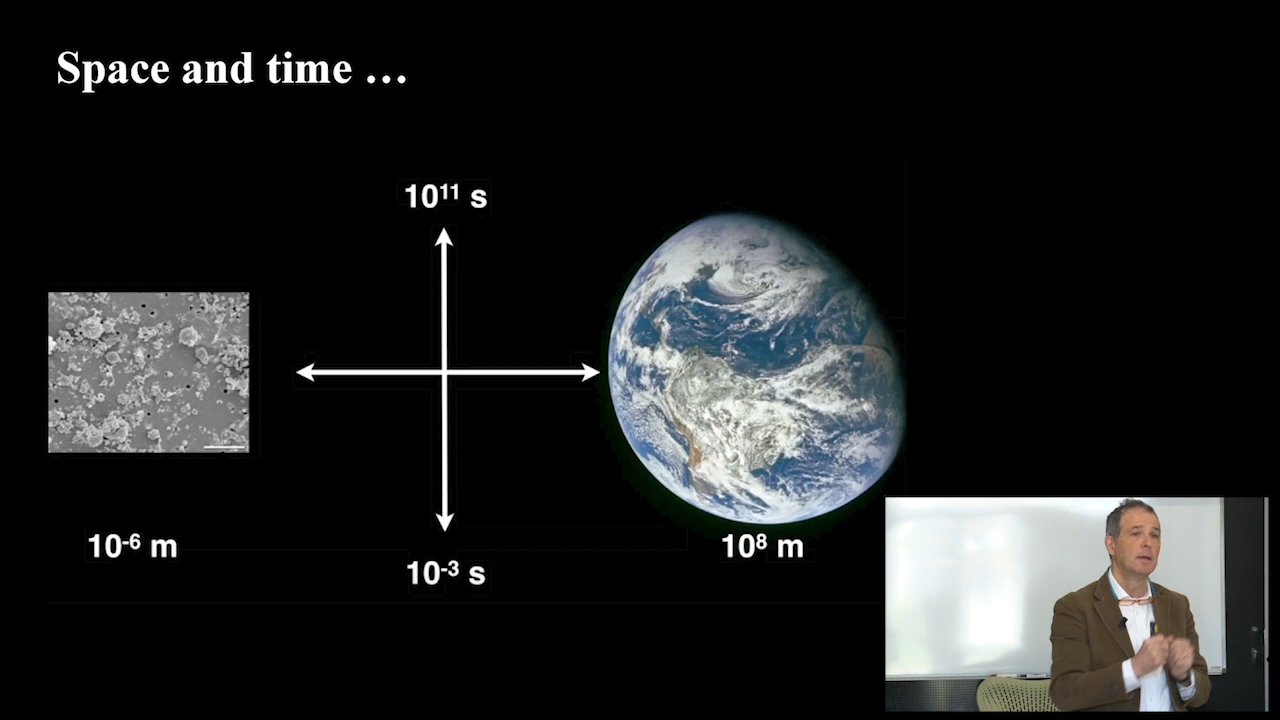 Space and time …
10¹¹ s
10⁻⁶ m
10⁸ m
10⁻³ s